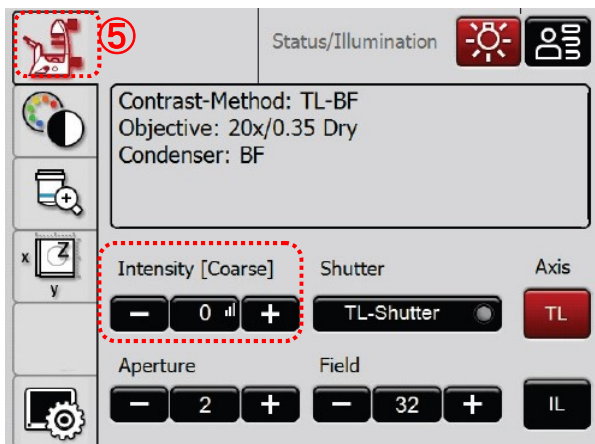 ⑤
Status/Illumination
Contrast-Method: TL-BF
Objective: 20x/0.35 Dry
Condenser: BF
x Z
y
Intensity [Coarse] Shutter Axis
− 0 + TL-Shutter TL
Aperture Field
− 2 + − 32 + IL